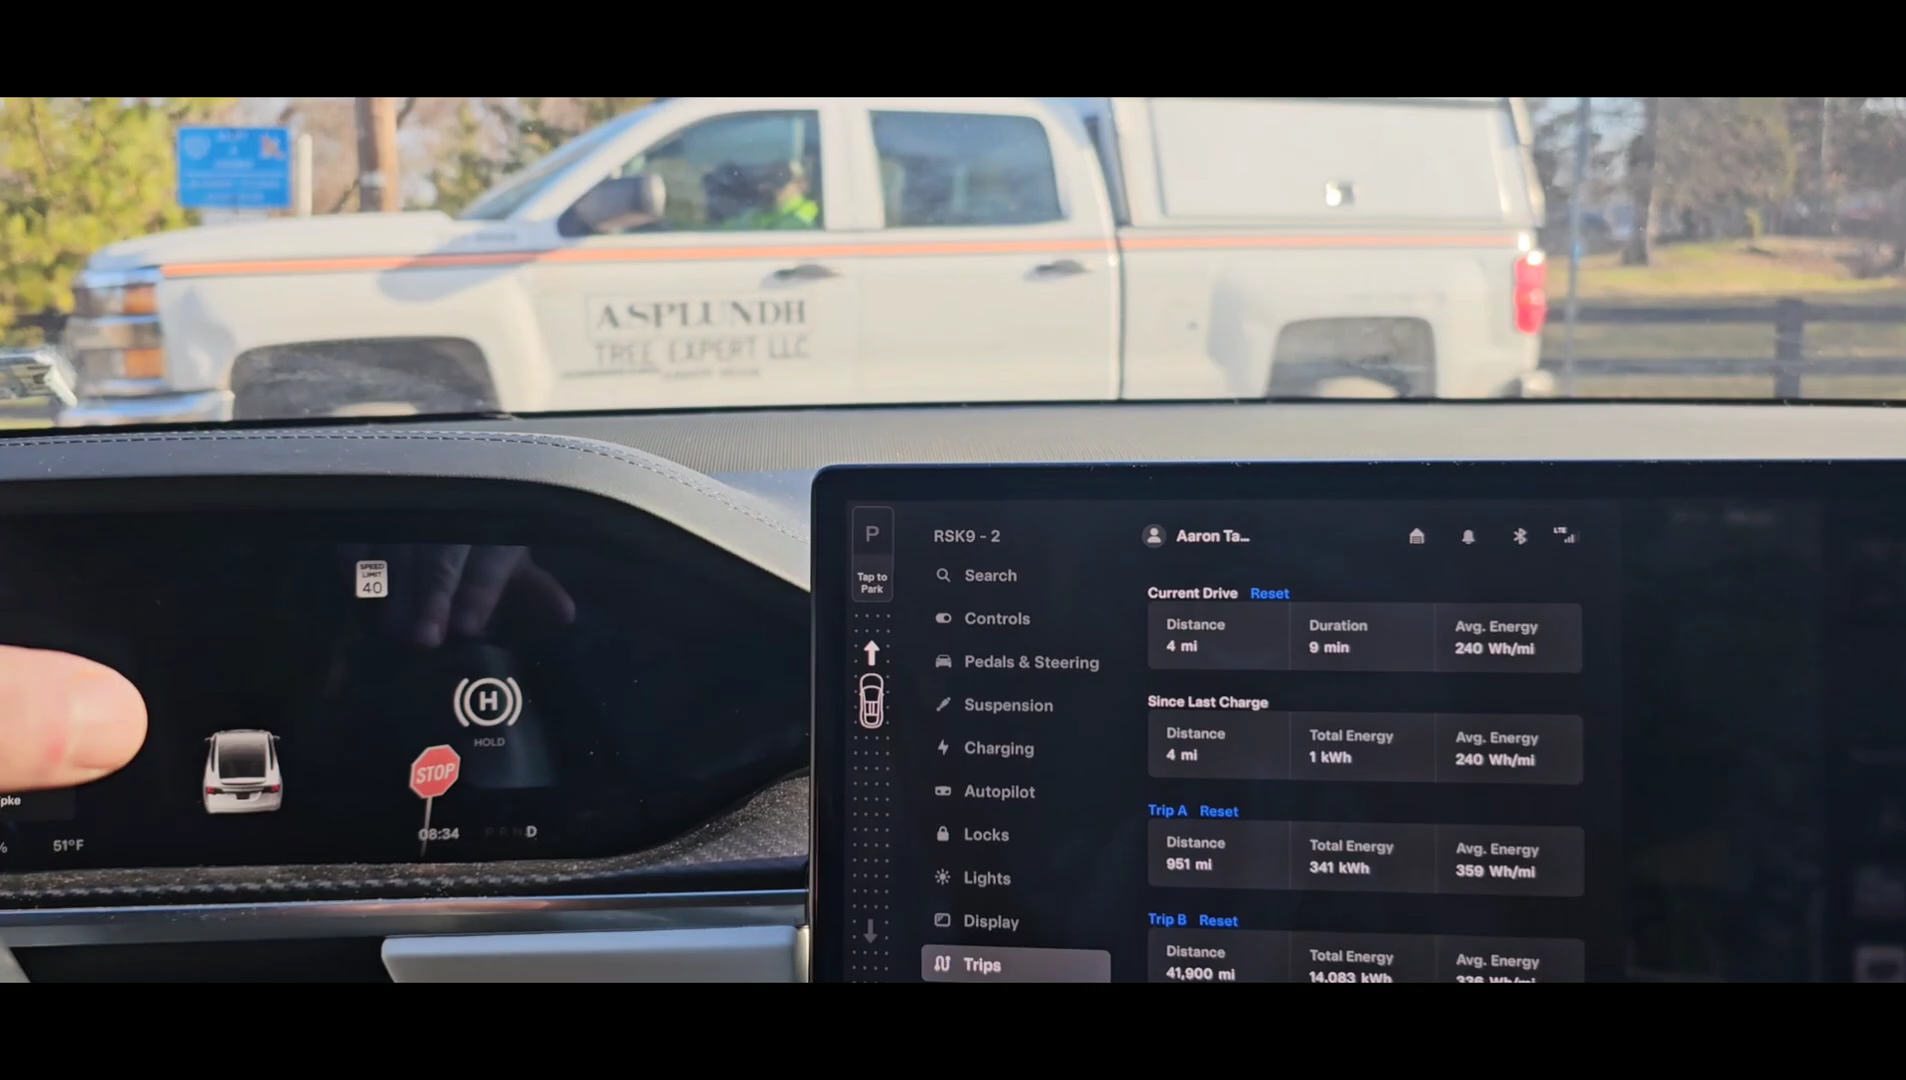 ASPLUNDH
TREE EXPERT LLC
SPEED
LIMIT
40
HOLD
STOP
pke
%
51°F
08:34
P R N D
P
Tap to
Park
RSK9 - 2
Search
Controls
Pedals & Steering
Suspension
Charging
Autopilot
Locks
Lights
Display
Trips
Aaron Ta...
LTE
Current Drive Reset
Distance Duration Avg. Energy
4 mi 9 min 240 Wh/mi
Since Last Charge
Distance Total Energy Avg. Energy
4 mi 1 kWh 240 Wh/mi
Trip A Reset
Distance Total Energy Avg. Energy
951 mi 341 kWh 359 Wh/mi
Trip B Reset
Distance Total Energy Avg. Energy
41,900 mi 14,083 kWh